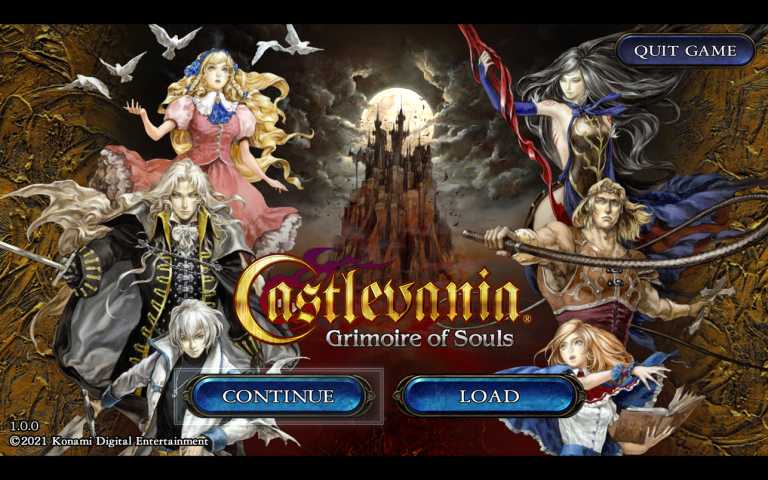 QUIT GAME
Castlevania®
Grimoire of Souls
CONTINUE
LOAD
1.0.0
©2021 Konami Digital Entertainment